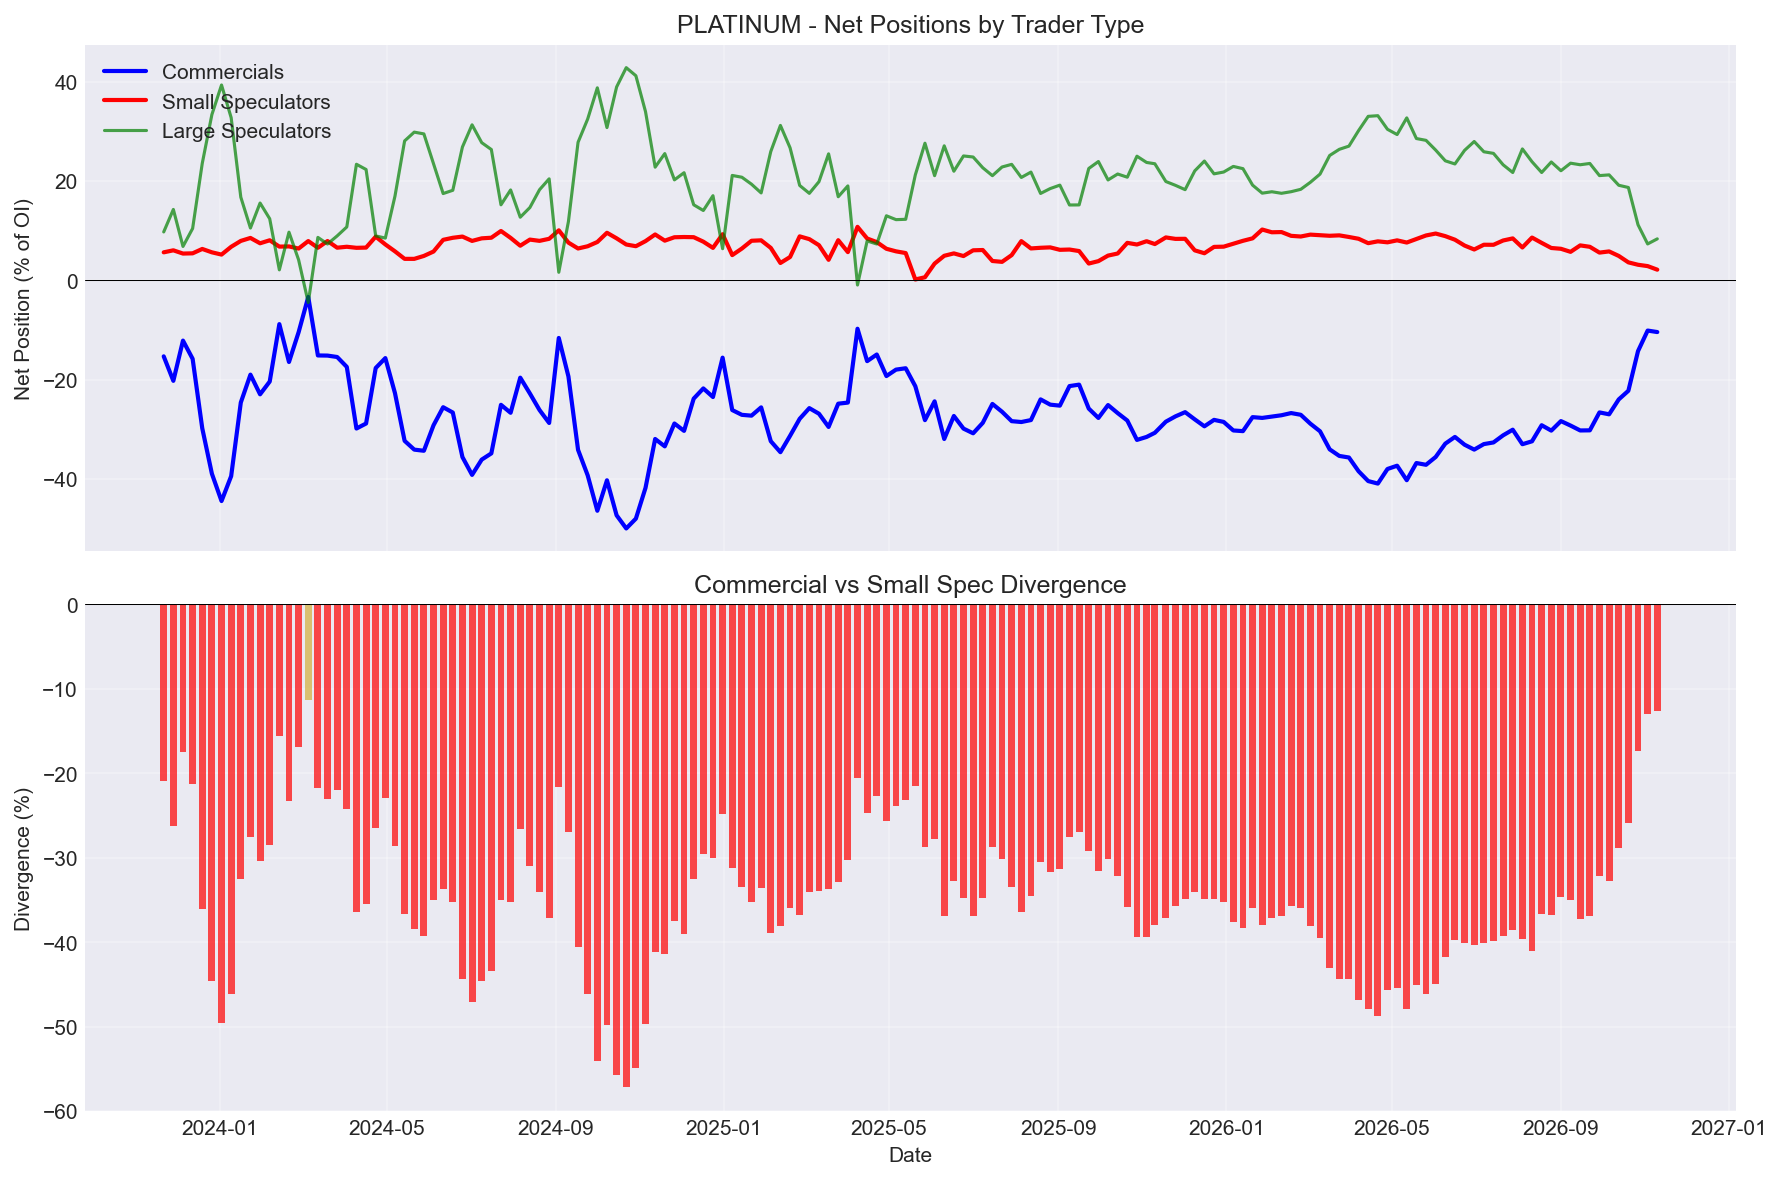 PLATINUM - Net Positions by Trader Type
Net Position (% of OI)
40
20
0
−20
−40
Commercials
Small Speculators
Large Speculators
Commercial vs Small Spec Divergence
Divergence (%)
0
−10
−20
−30
−40
−50
−60
2024-01 2024-05 2024-09 2025-01 2025-05 2025-09 2026-01 2026-05 2026-09 2027-01
Date